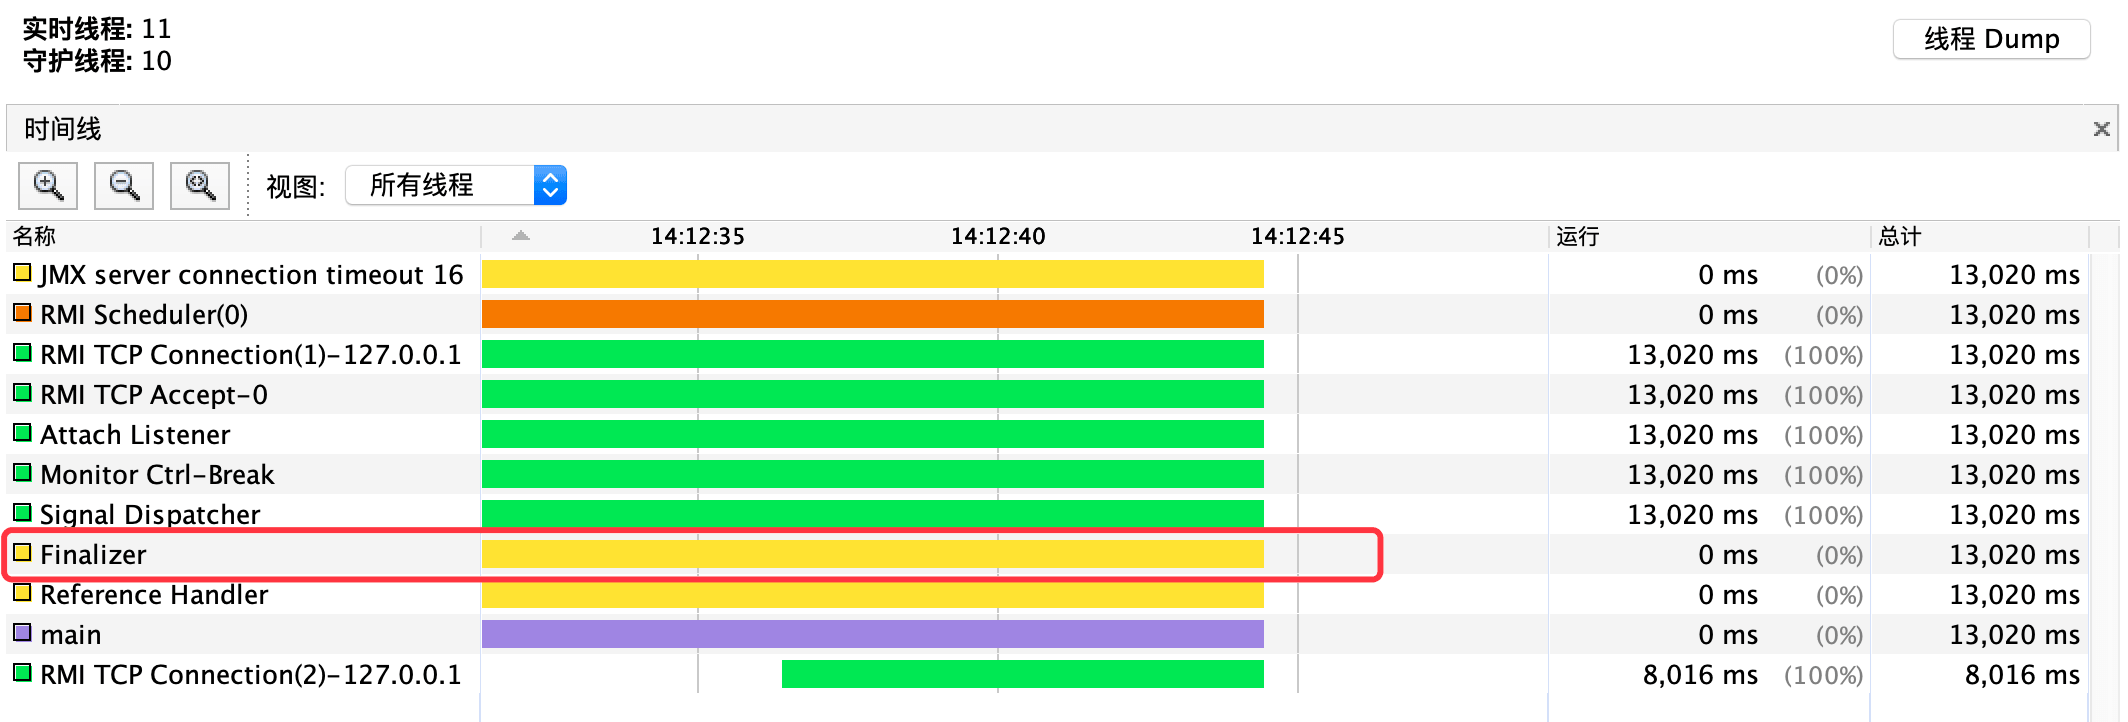 实时线程: 11
线程 Dump
守护线程: 10
时间线
视图: 所有线程
名称 14:12:35 14:12:40 14:12:45 运行 总计
JMX server connection timeout 16 0 ms (0%) 13,020 ms
RMI Scheduler(0) 0 ms (0%) 13,020 ms
RMI TCP Connection(1)-127.0.0.1 13,020 ms (100%) 13,020 ms
RMI TCP Accept-0 13,020 ms (100%) 13,020 ms
Attach Listener 13,020 ms (100%) 13,020 ms
Monitor Ctrl-Break 13,020 ms (100%) 13,020 ms
Signal Dispatcher 13,020 ms (100%) 13,020 ms
Finalizer 0 ms (0%) 13,020 ms
Reference Handler 0 ms (0%) 13,020 ms
main 0 ms (0%) 13,020 ms
RMI TCP Connection(2)-127.0.0.1 8,016 ms (100%) 8,016 ms